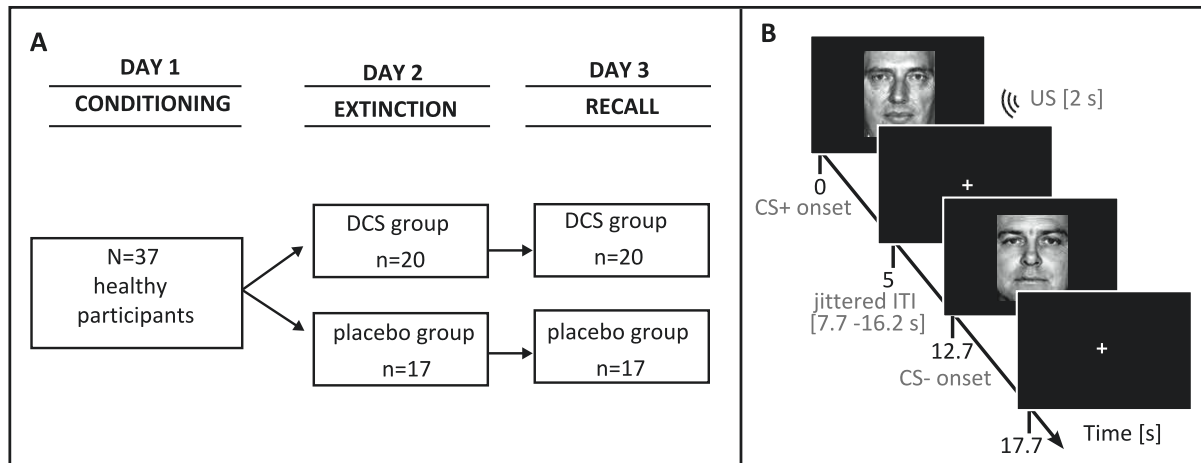 A
DAY 1
CONDITIONING
DAY 2
EXTINCTION
DAY 3
RECALL
N=37
healthy
participants
DCS group
n=20
DCS group
n=20
placebo group
n=17
placebo group
n=17
B
US [2 s]
+
0
CS+ onset
5
jittered ITI
[7.7 -16.2 s]
12.7
CS- onset
+
17.7
Time [s]